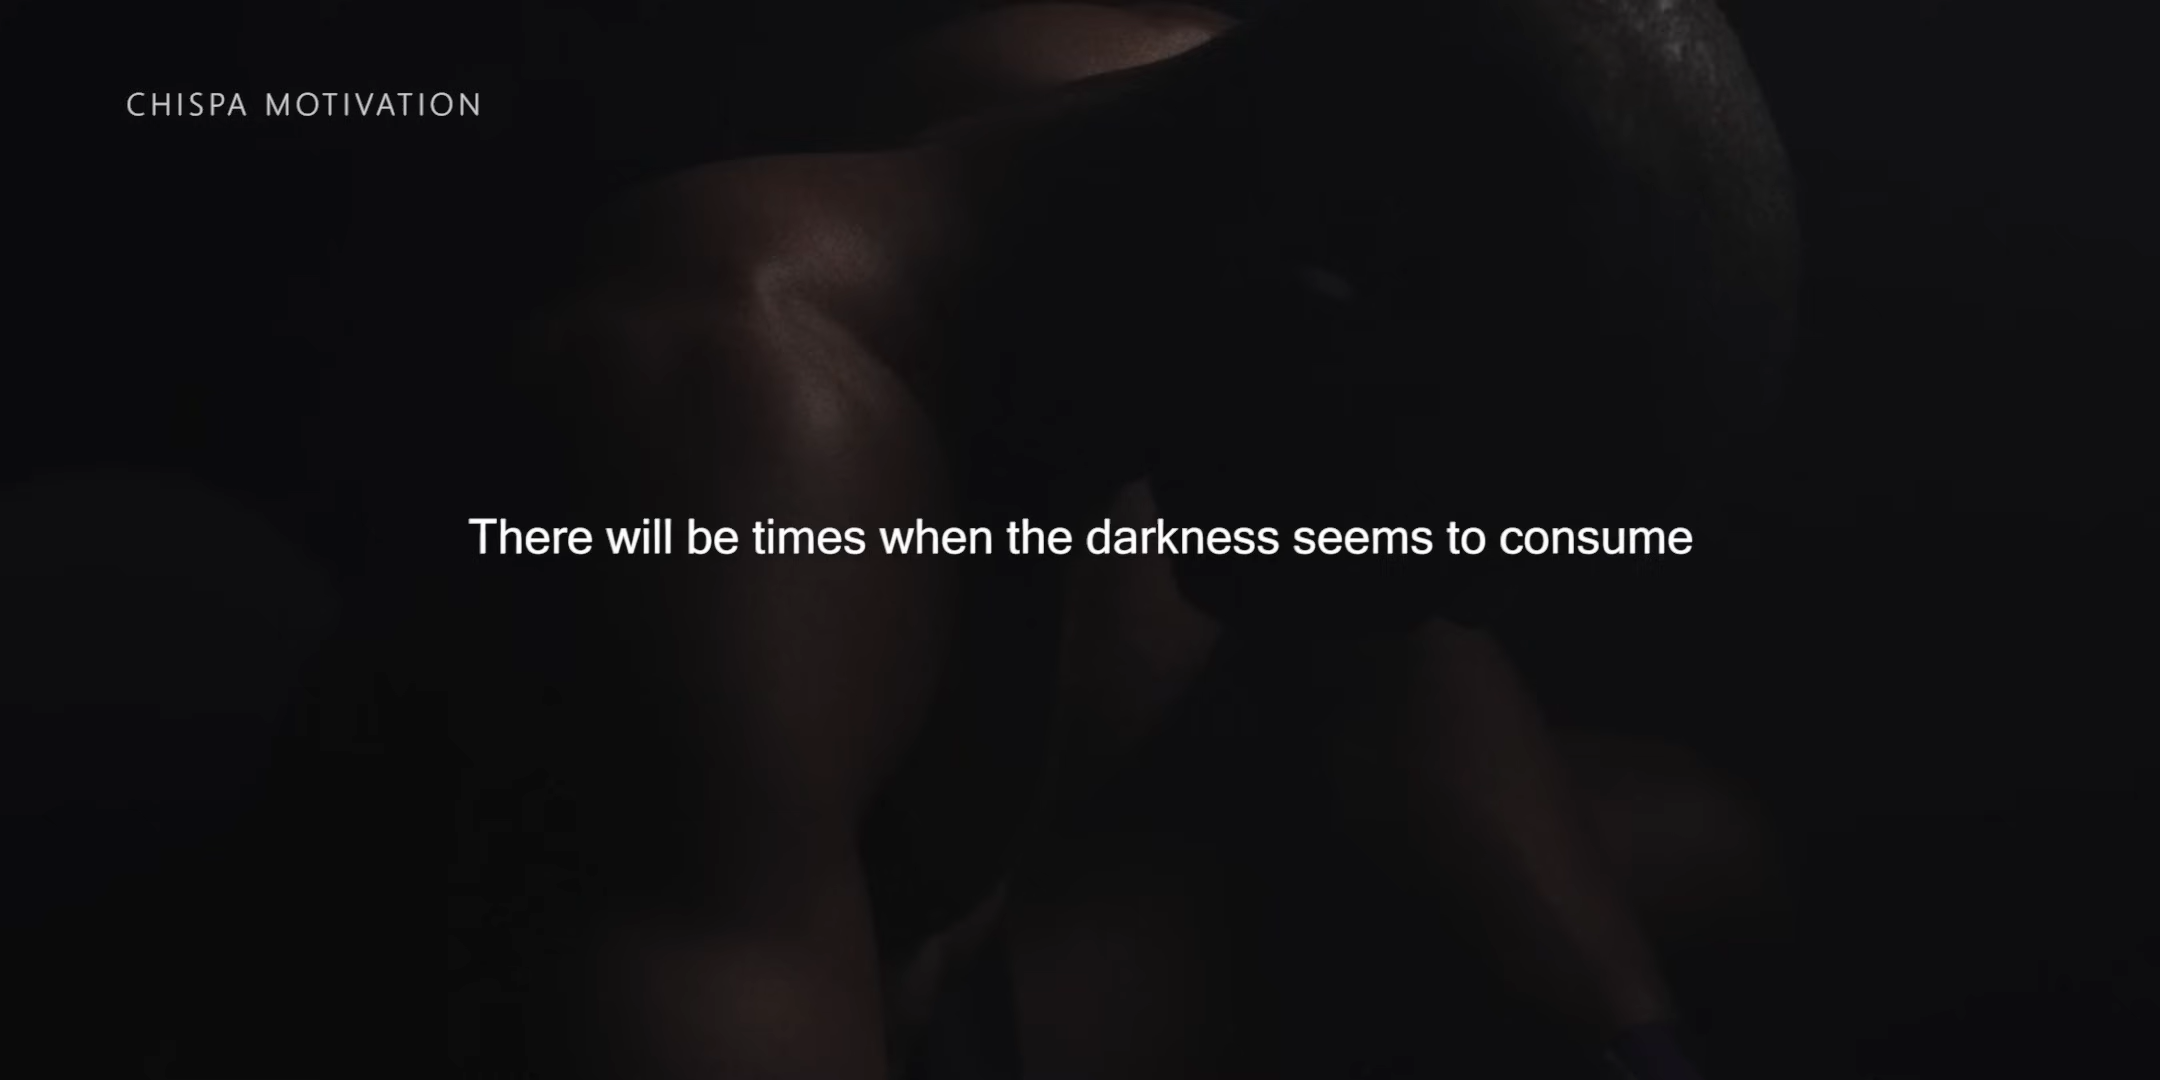 CHISPA MOTIVATION
There will be times when the darkness seems to consume